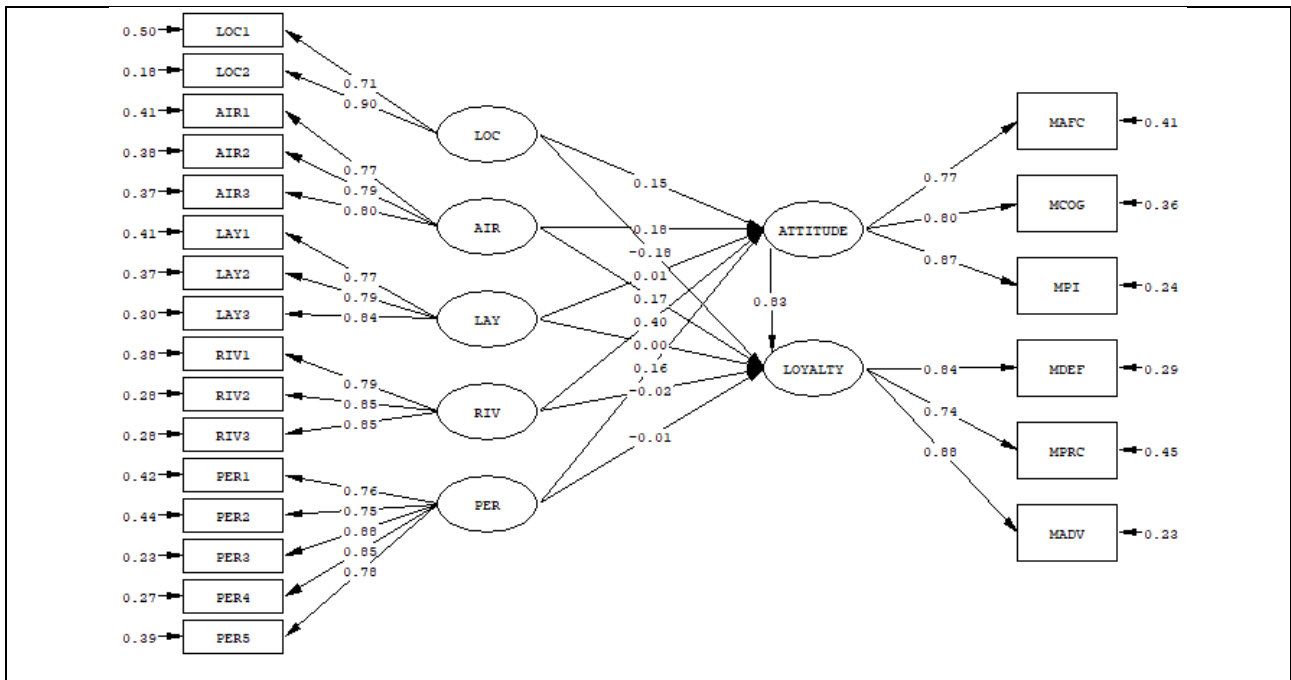 0.50 LOC1
0.18 LOC2
0.41 AIR1
0.38 AIR2
0.37 AIR3
0.41 LAY1
0.37 LAY2
0.30 LAY3
0.38 RIV1
0.28 RIV2
0.28 RIV3
0.42 PER1
0.44 PER2
0.23 PER3
0.27 PER4
0.39 PER5
0.71
0.90
0.77
0.79
0.80
0.77
0.79
0.84
0.79
0.85
0.85
0.76
0.75
0.88
0.85
0.78
LOC
AIR
LAY
RIV
PER
0.15
0.18
-0.18
0.01
0.17
0.40
0.00
0.16
-0.02
-0.01
ATTITUDE
0.83
LOYALTY
0.77
0.80
0.87
0.84
0.74
0.88
MAFC 0.41
MCOG 0.36
MPI 0.24
MDEF 0.29
MPRC 0.45
MADV 0.23